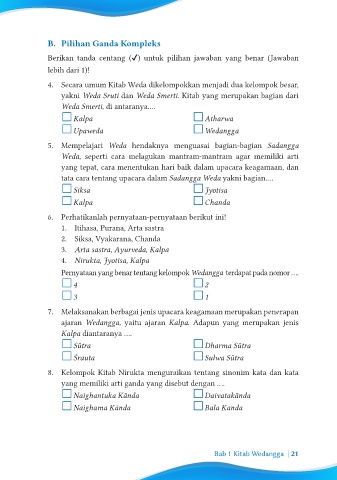 B. Pilihan Ganda Kompleks
Berikan tanda centang (✓) untuk pilihan jawaban yang benar (Jawaban
lebih dari 1)!
4. Secara umum Kitab Weda dikelompokkan menjadi dua kelompok besar,
yakni Weda Sruti dan Weda Smerti. Kitab yang merupakan bagian dari
Weda Smerti, di antaranya....
Kalpa Atharwa
Upaweda Wedangga
5. Mempelajari Weda hendaknya menguasai bagian-bagian Sadangga
Weda, seperti cara melagukan mantram-mantram agar memiliki arti
yang tepat, cara menentukan hari baik dalam upacara keagamaan, dan
tata cara tentang upacara dalam Sadangga Weda yakni bagian....
Siksa Jyotisa
Kalpa Chanda
6. Perhatikanlah pernyataan-pernyataan berikut ini!
1. Itihasa, Purana, Arta sastra
2. Siksa, Vyakarana, Chanda
3. Arta sastra, Ayurveda, Kalpa
4. Nirukta, Jyotisa, Kalpa
Pernyataan yang benar tentang kelompok Wedangga terdapat pada nomor ....
4 2
3 1
7. Melaksanakan berbagai jenis upacara keagamaan merupakan penerapan
ajaran Wedangga, yaitu ajaran Kalpa. Adapun yang merupakan jenis
Kalpa diantaranya ....
Sūtra Dharma Sūtra
Śrauta Sulwa Sūtra
8. Kelompok Kitab Nirukta menguraikan tentang sinonim kata dan kata
yang memiliki arti ganda yang disebut dengan ....
Naighantuka Kānda Daivatakānda
Naighama Kānda Bala Kanda
Bab 1 Kitab Wedangga | 21